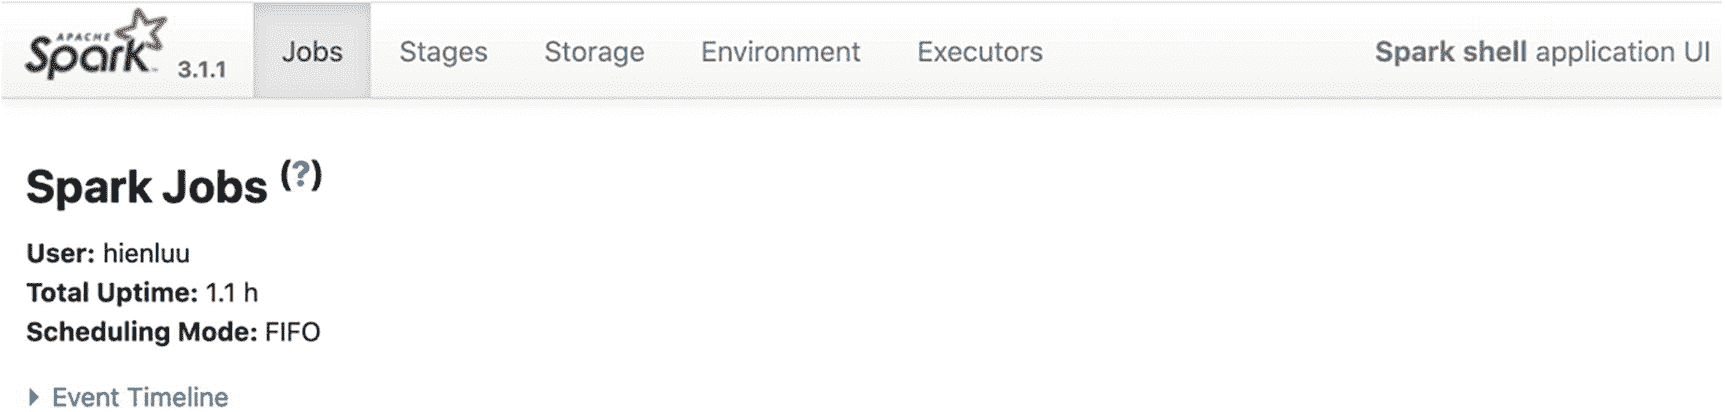 APACHE
Spark 3.1.1 Jobs Stages Storage Environment Executors Spark shell application UI
Spark Jobs (?)
User: hienluu
Total Uptime: 1.1 h
Scheduling Mode: FIFO
Event Timeline